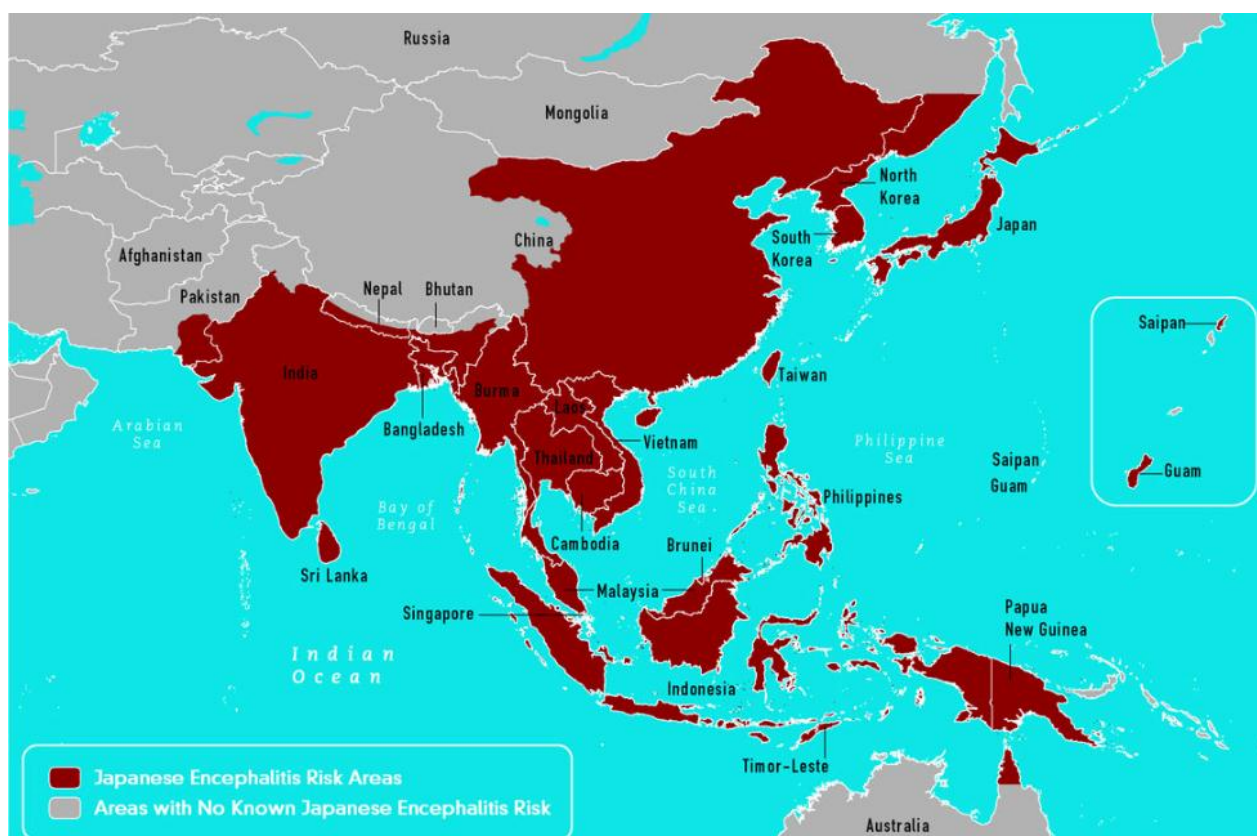 Russia
Mongolia
North
Korea
Japan
South
Korea
China
Afghanistan
Pakistan
Nepal
Bhutan
India
Burma
Bangladesh
Laos
Thailand
Vietnam
Cambodia
Taiwan
Arabian
Sea
Bay of
Bengal
South
China
Sea
Philippine
Sea
Saipan
Guam
Saipan
Guam
Philippines
Brunei
Sri Lanka
Malaysia
Singapore
Indonesia
Papua
New Guinea
Indian
Ocean
Timor-Leste
Australia
Japanese Encephalitis Risk Areas
Areas with No Known Japanese Encephalitis Risk